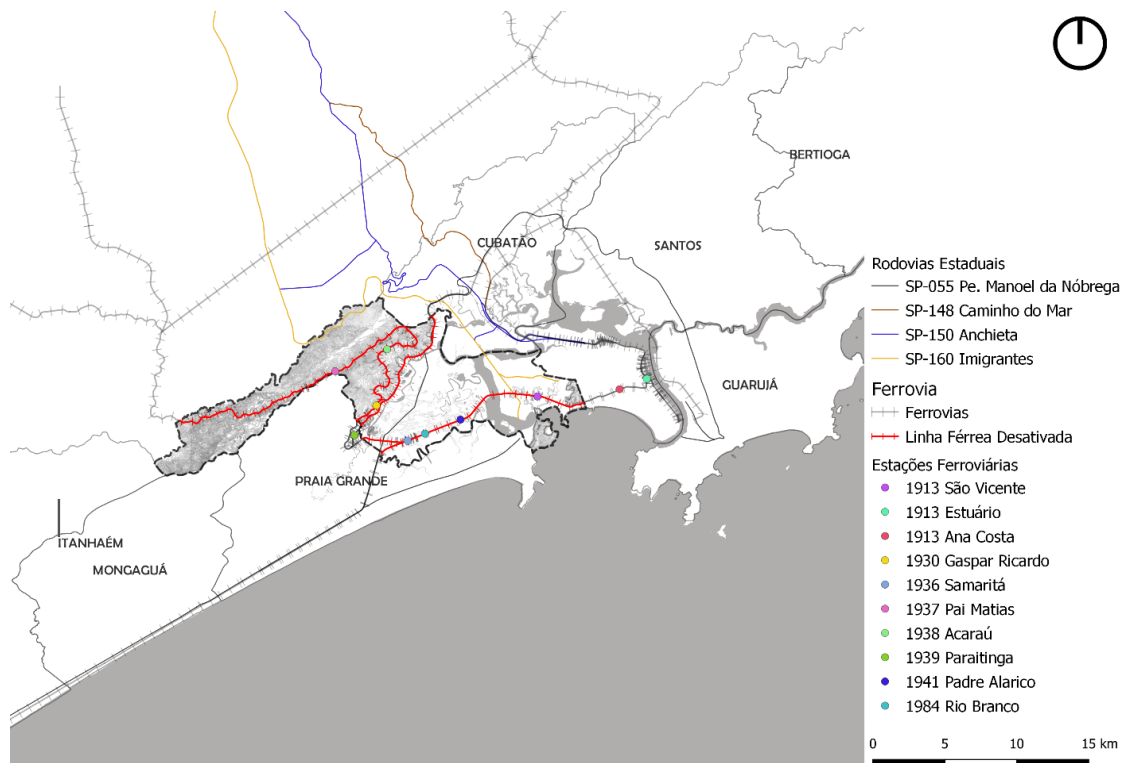 BERTIOGA
CUBATÃO
SANTOS
GUARUJÁ
PRAIA GRANDE
ITANHAÉM
MONGAGUÁ
Rodovias Estaduais
SP-055 Pe. Manoel da Nóbrega
SP-148 Caminho do Mar
SP-150 Anchieta
SP-160 Imigrantes
Ferrovia
Ferrovias
Linha Férrea Desativada
Estações Ferroviárias
1913 São Vicente
1913 Estuário
1913 Ana Costa
1930 Gaspar Ricardo
1936 Samaritá
1937 Pai Matias
1938 Acaraú
1939 Paraitinga
1941 Padre Alarico
1984 Rio Branco
0 5 10 15 km